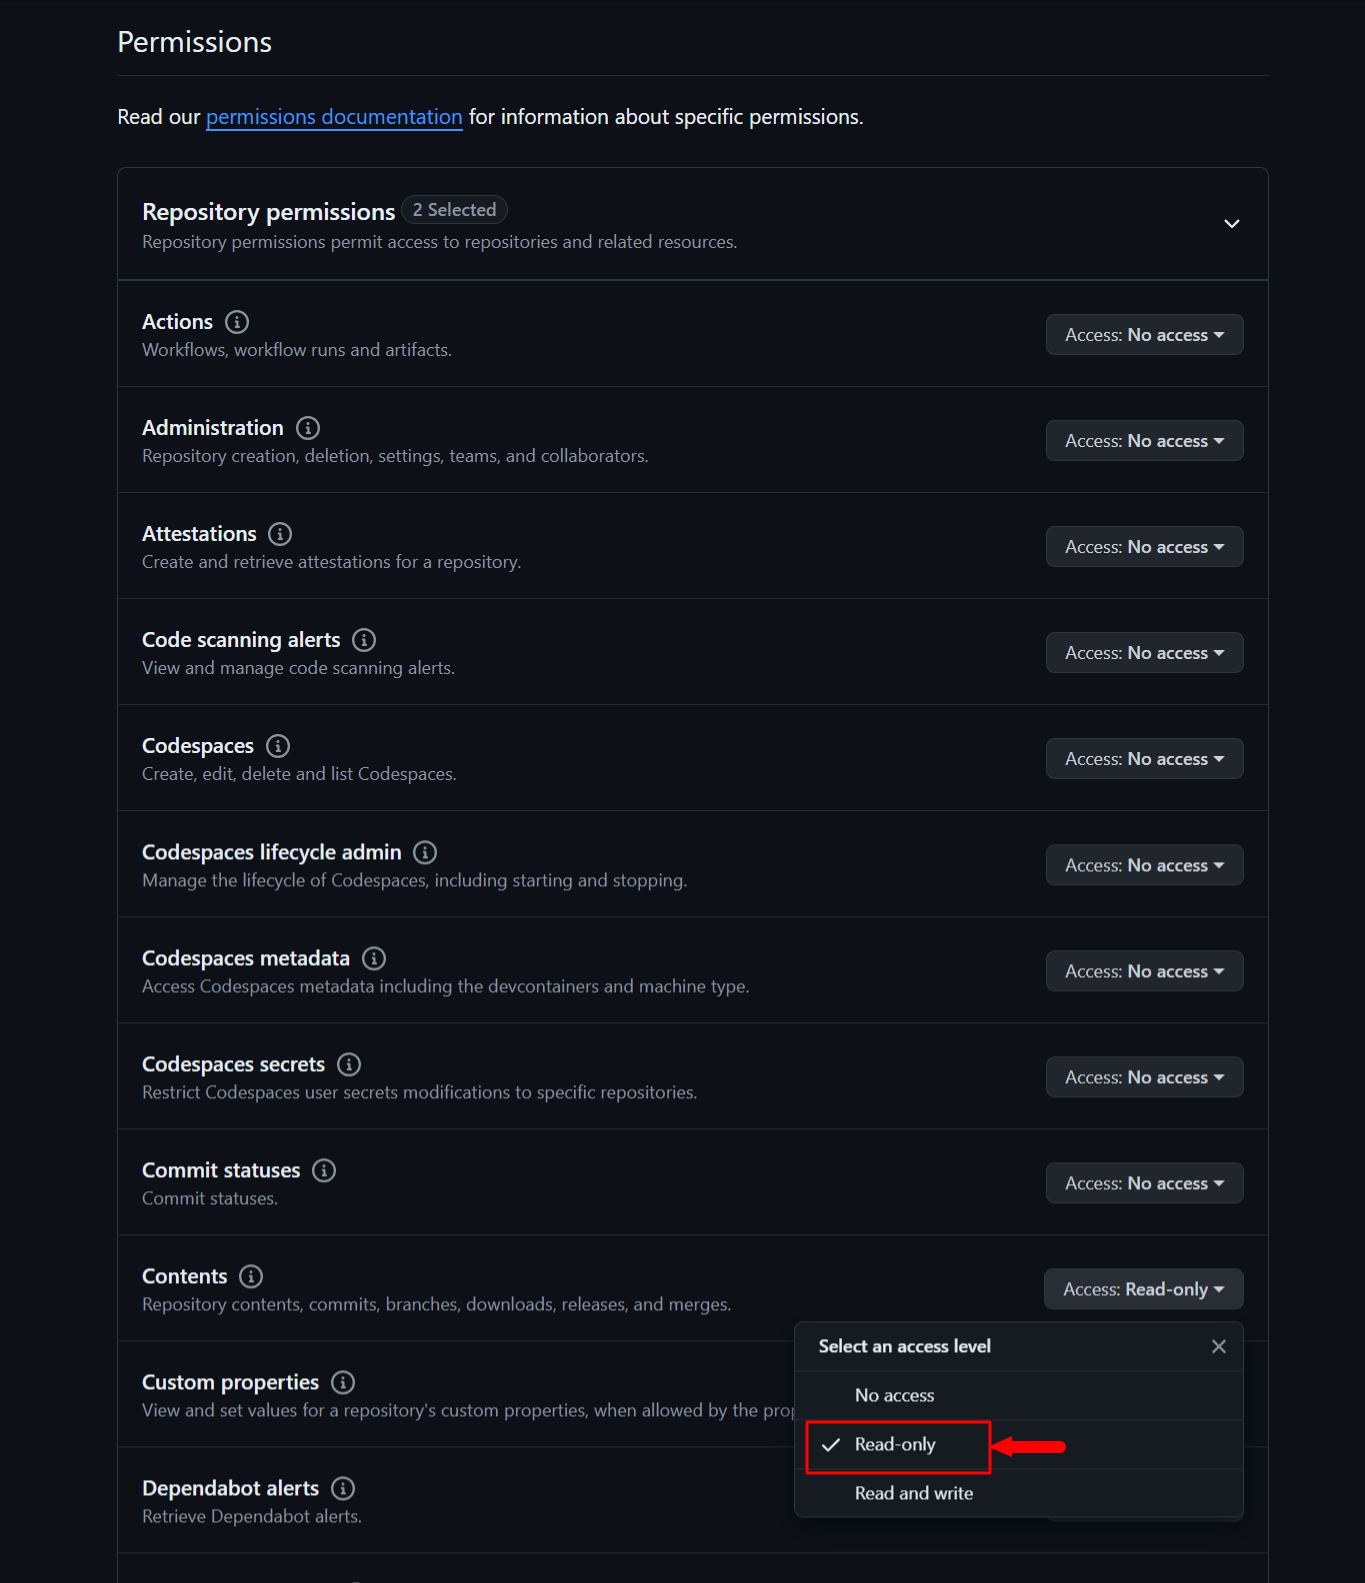 Permissions
Read our permissions documentation for information about specific permissions.
Repository permissions 2 Selected
Repository permissions permit access to repositories and related resources.
Actions
Workflows, workflow runs and artifacts.
Access: No access
Administration
Repository creation, deletion, settings, teams, and collaborators.
Access: No access
Attestations
Create and retrieve attestations for a repository.
Access: No access
Code scanning alerts
View and manage code scanning alerts.
Access: No access
Codespaces
Create, edit, delete and list Codespaces.
Access: No access
Codespaces lifecycle admin
Manage the lifecycle of Codespaces, including starting and stopping.
Access: No access
Codespaces metadata
Access Codespaces metadata including the devcontainers and machine type.
Access: No access
Codespaces secrets
Restrict Codespaces user secrets modifications to specific repositories.
Access: No access
Commit statuses
Commit statuses.
Access: No access
Contents
Repository contents, commits, branches, downloads, releases, and merges.
Access: Read-only
Select an access level
No access
Read-only
Read and write
Custom properties
View and set values for a repository's custom properties, when allowed by the
Dependabot alerts
Retrieve Dependabot alerts.